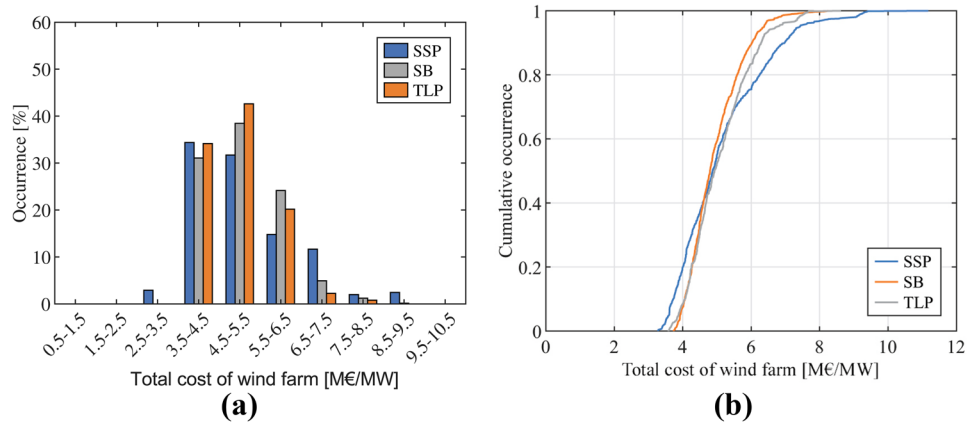 60
50
40
30
20
10
0
Occurrence [%]
SSP
SB
TLP
0.5-1.5
1.5-2.5
2.5-3.5
3.5-4.5
4.5-5.5
5.5-6.5
6.5-7.5
7.5-8.5
8.5-9.5
9.5-10.5
Total cost of wind farm [M€/MW]
(a)
1
0.8
0.6
0.4
0.2
0
Cumulative occurrence
SSP
SB
TLP
0 2 4 6 8 10 12
Total cost of wind farm [M€/MW]
(b)